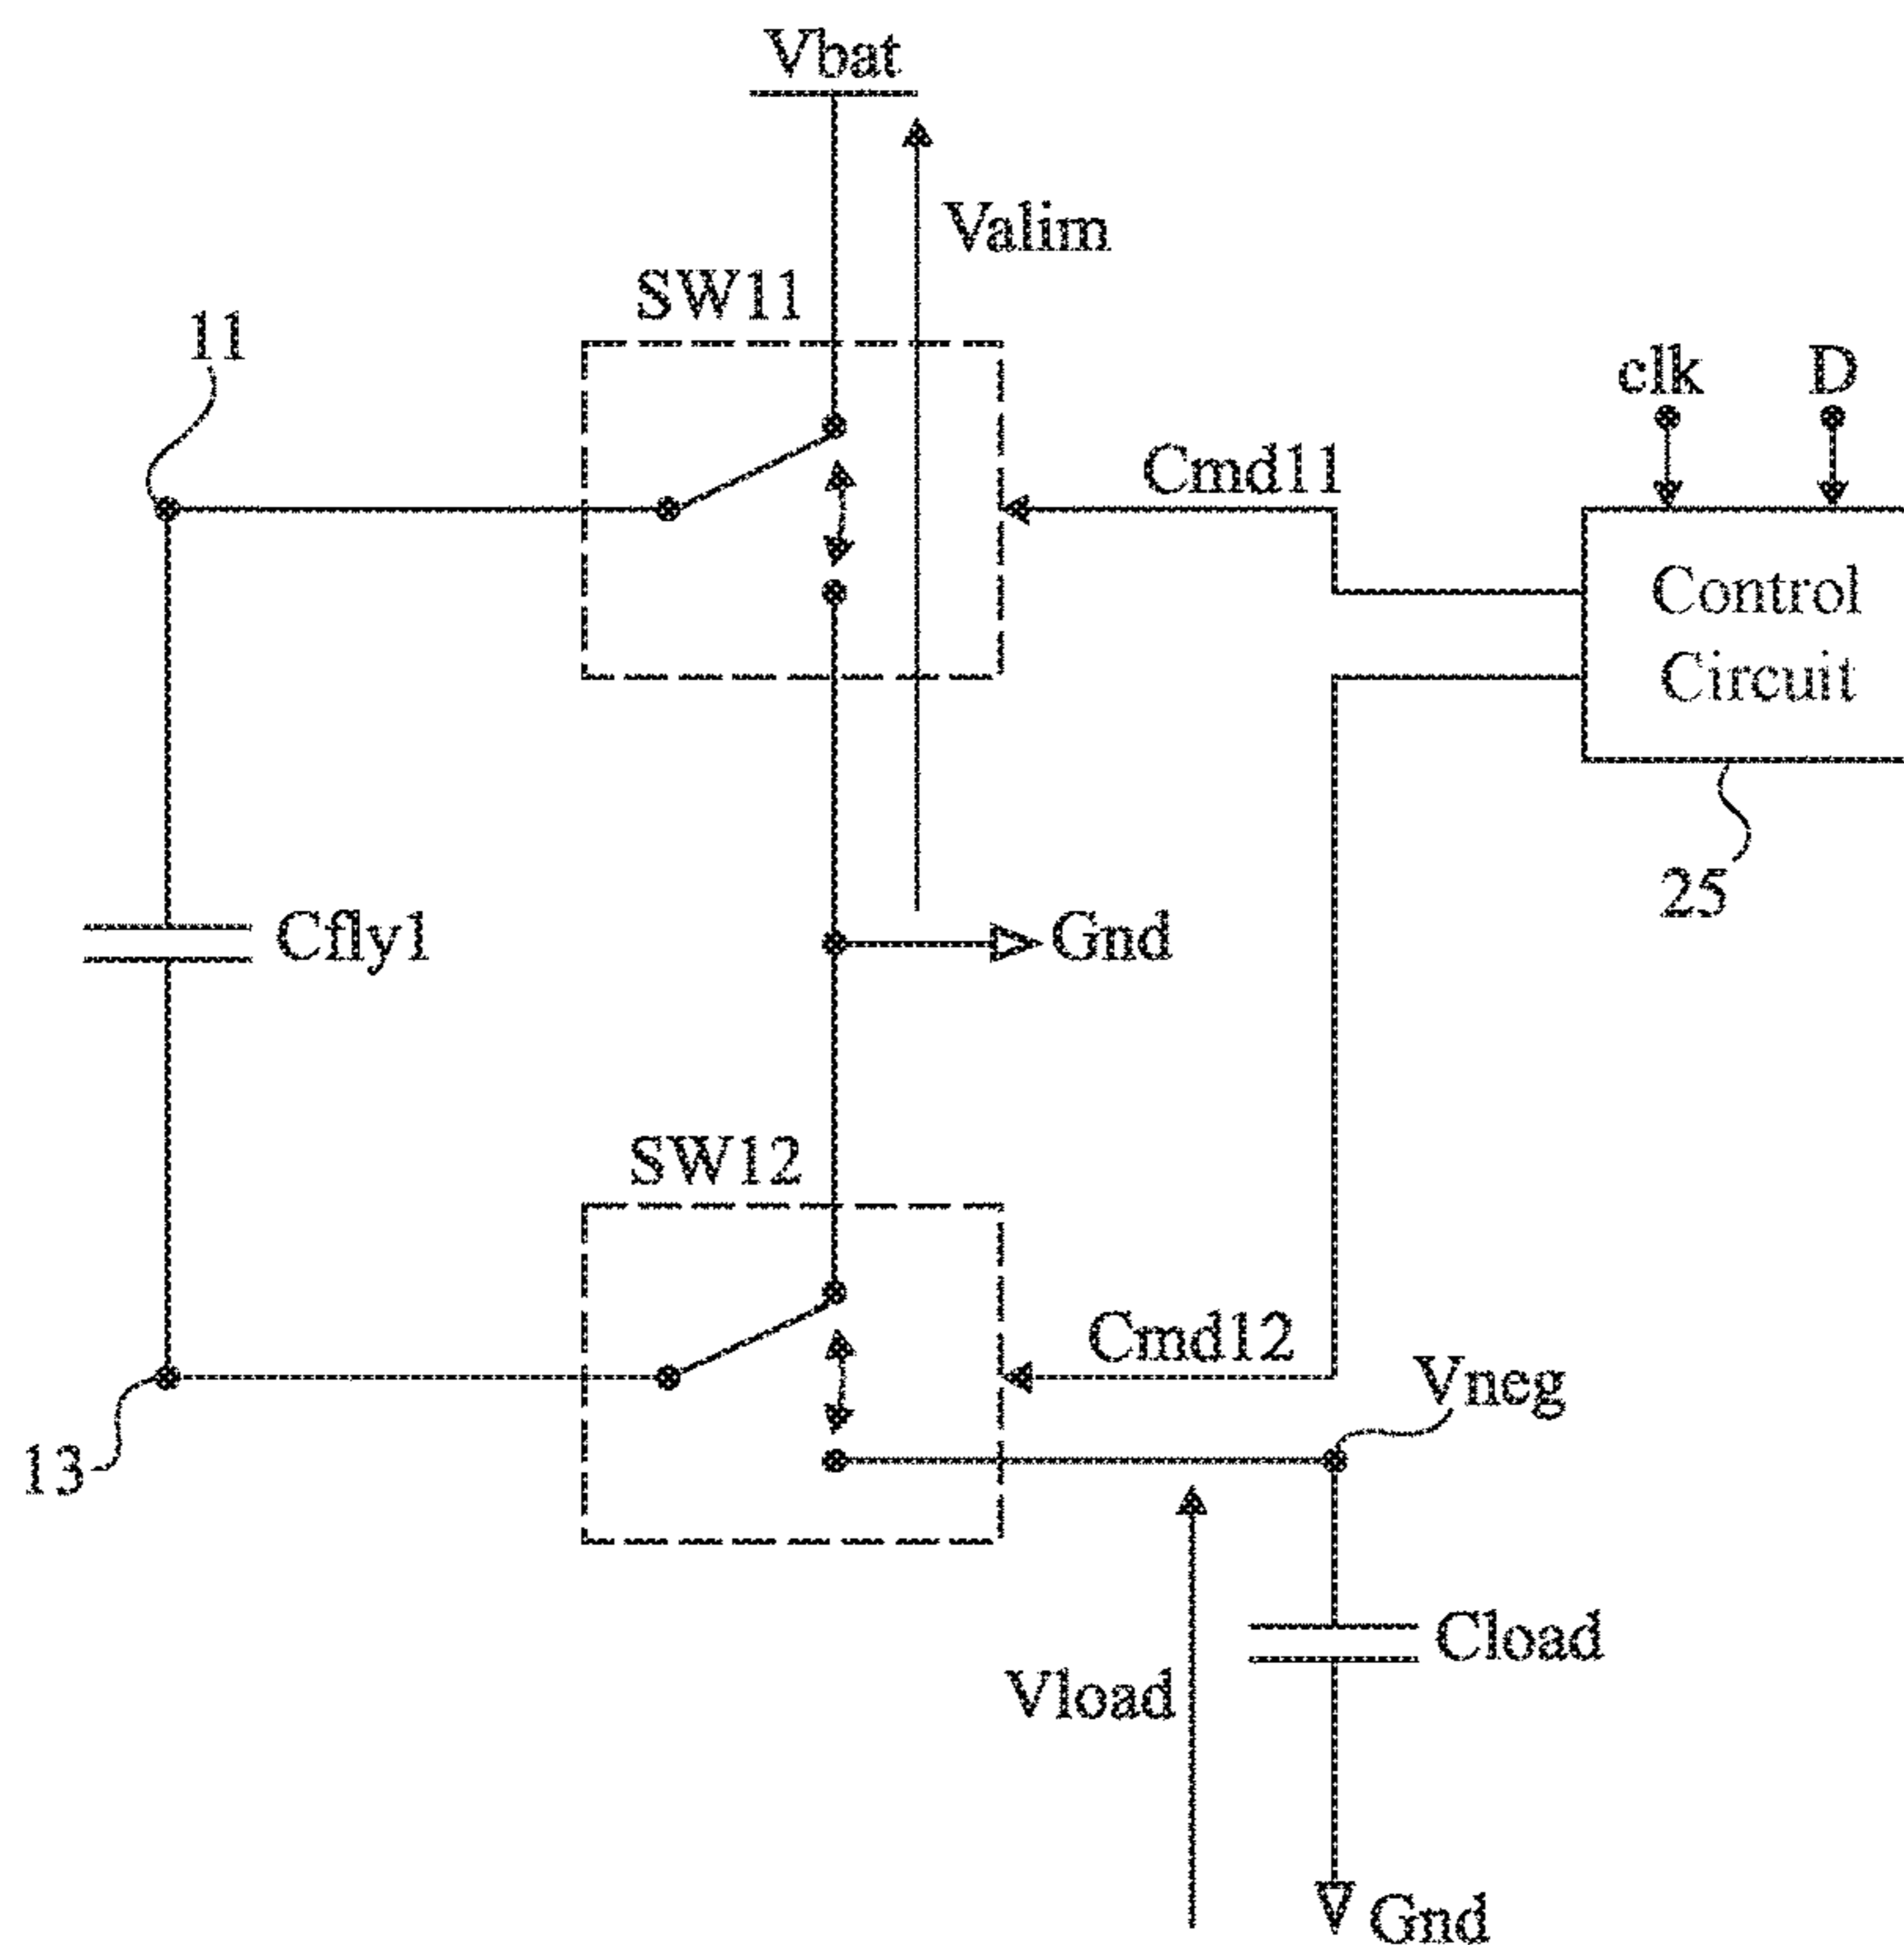 Vbat
Valim
SW11
11
clk
D
Cmd11
Control
Circuit
25
Cfly1
Gnd
SW12
Cmd12
Vneg
13
Cload
Vload
Gnd